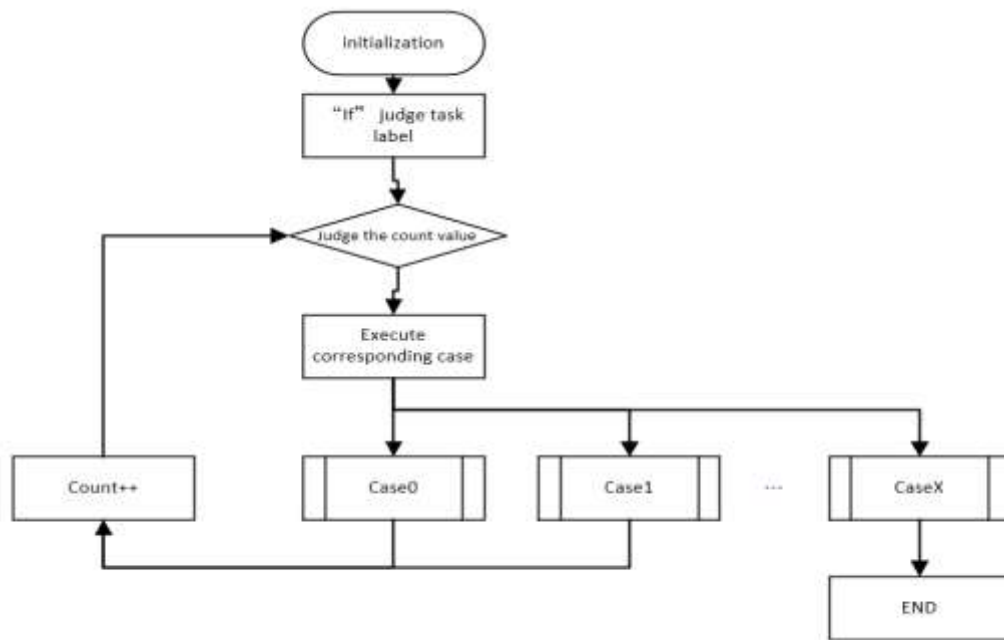 initialization
“If” judge task
label
Judge the count value
Execute
corresponding case
Count++
Case0
Case1
...
CaseX
END